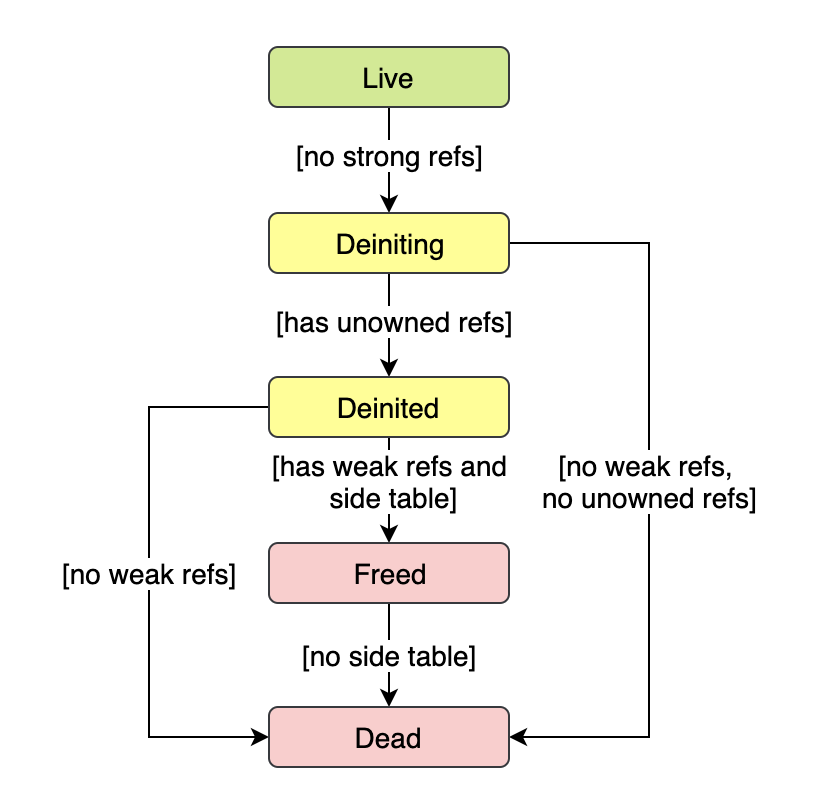 Live
[no strong refs]
Deiniting
[has unowned refs]
Deinited
[has weak refs and
side table]
[no weak refs,
no unowned refs]
[no weak refs]
Freed
[no side table]
Dead